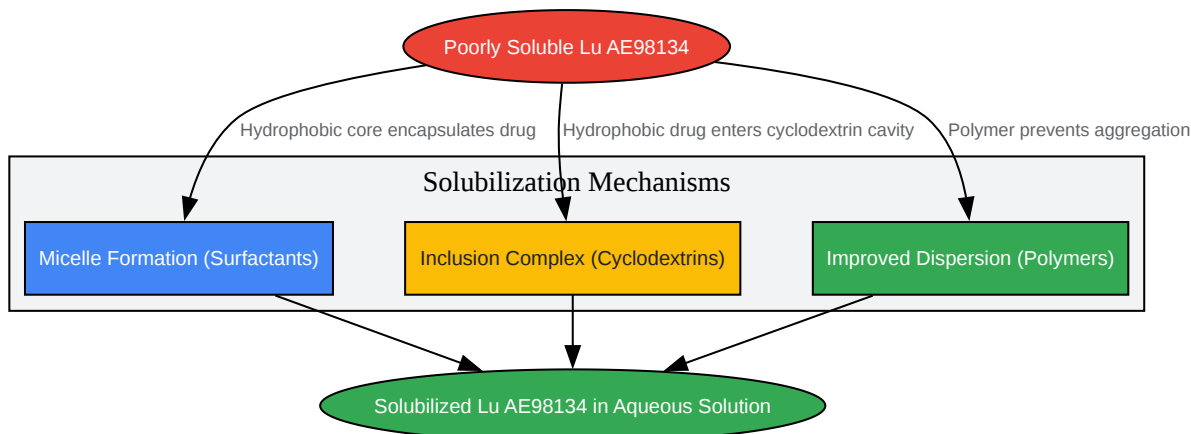 Poorly Soluble Lu AE98134
Hydrophobic core encapsulates drug
Hydrophobic drug enters cyclodextrin cavity
Polymer prevents aggregation
Solubilization Mechanisms
Micelle Formation (Surfactants)
Inclusion Complex (Cyclodextrins)
Improved Dispersion (Polymers)
Solubilized Lu AE98134 in Aqueous Solution